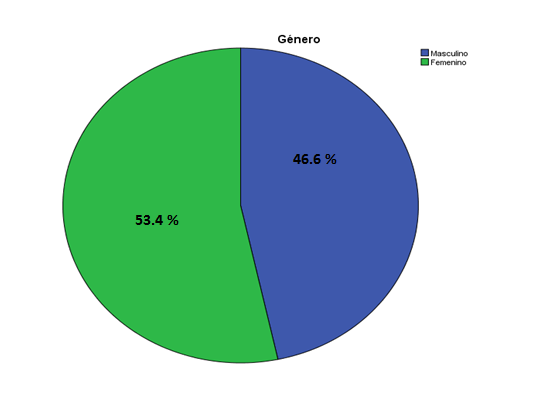 Género
Masculino
Femenino
46.6 %
53.4 %